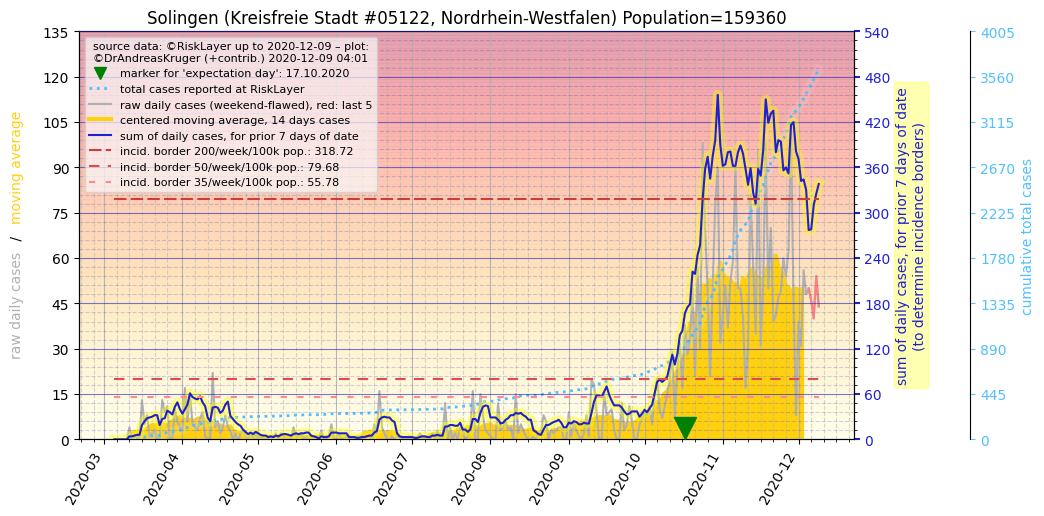 Solingen (Kreisfreie Stadt #05122, Nordrhein-Westfalen) Population=159360
source data: ©RiskLayer up to 2020-12-09 – plot:
©DrAndreasKruger (+contrib.) 2020-12-09 04:01
marker for 'expectation day': 17.10.2020
total cases reported at RiskLayer
raw daily cases (weekend-flawed), red: last 5
centered moving average, 14 days cases
sum of daily cases, for prior 7 days of date
incid. border 200/week/100k pop.: 318.72
incid. border 50/week/100k pop.: 79.68
incid. border 35/week/100k pop.: 55.78
raw daily cases / moving average
135
120
105
90
75
60
45
30
15
0
2020-03
2020-04
2020-05
2020-06
2020-07
2020-08
2020-09
2020-10
2020-11
2020-12
540
480
420
360
300
240
180
120
60
0
sum of daily cases, for prior 7 days of date
(to determine incidence borders)
4005
3560
3115
2670
2225
1780
1335
890
445
0
cumulative total cases